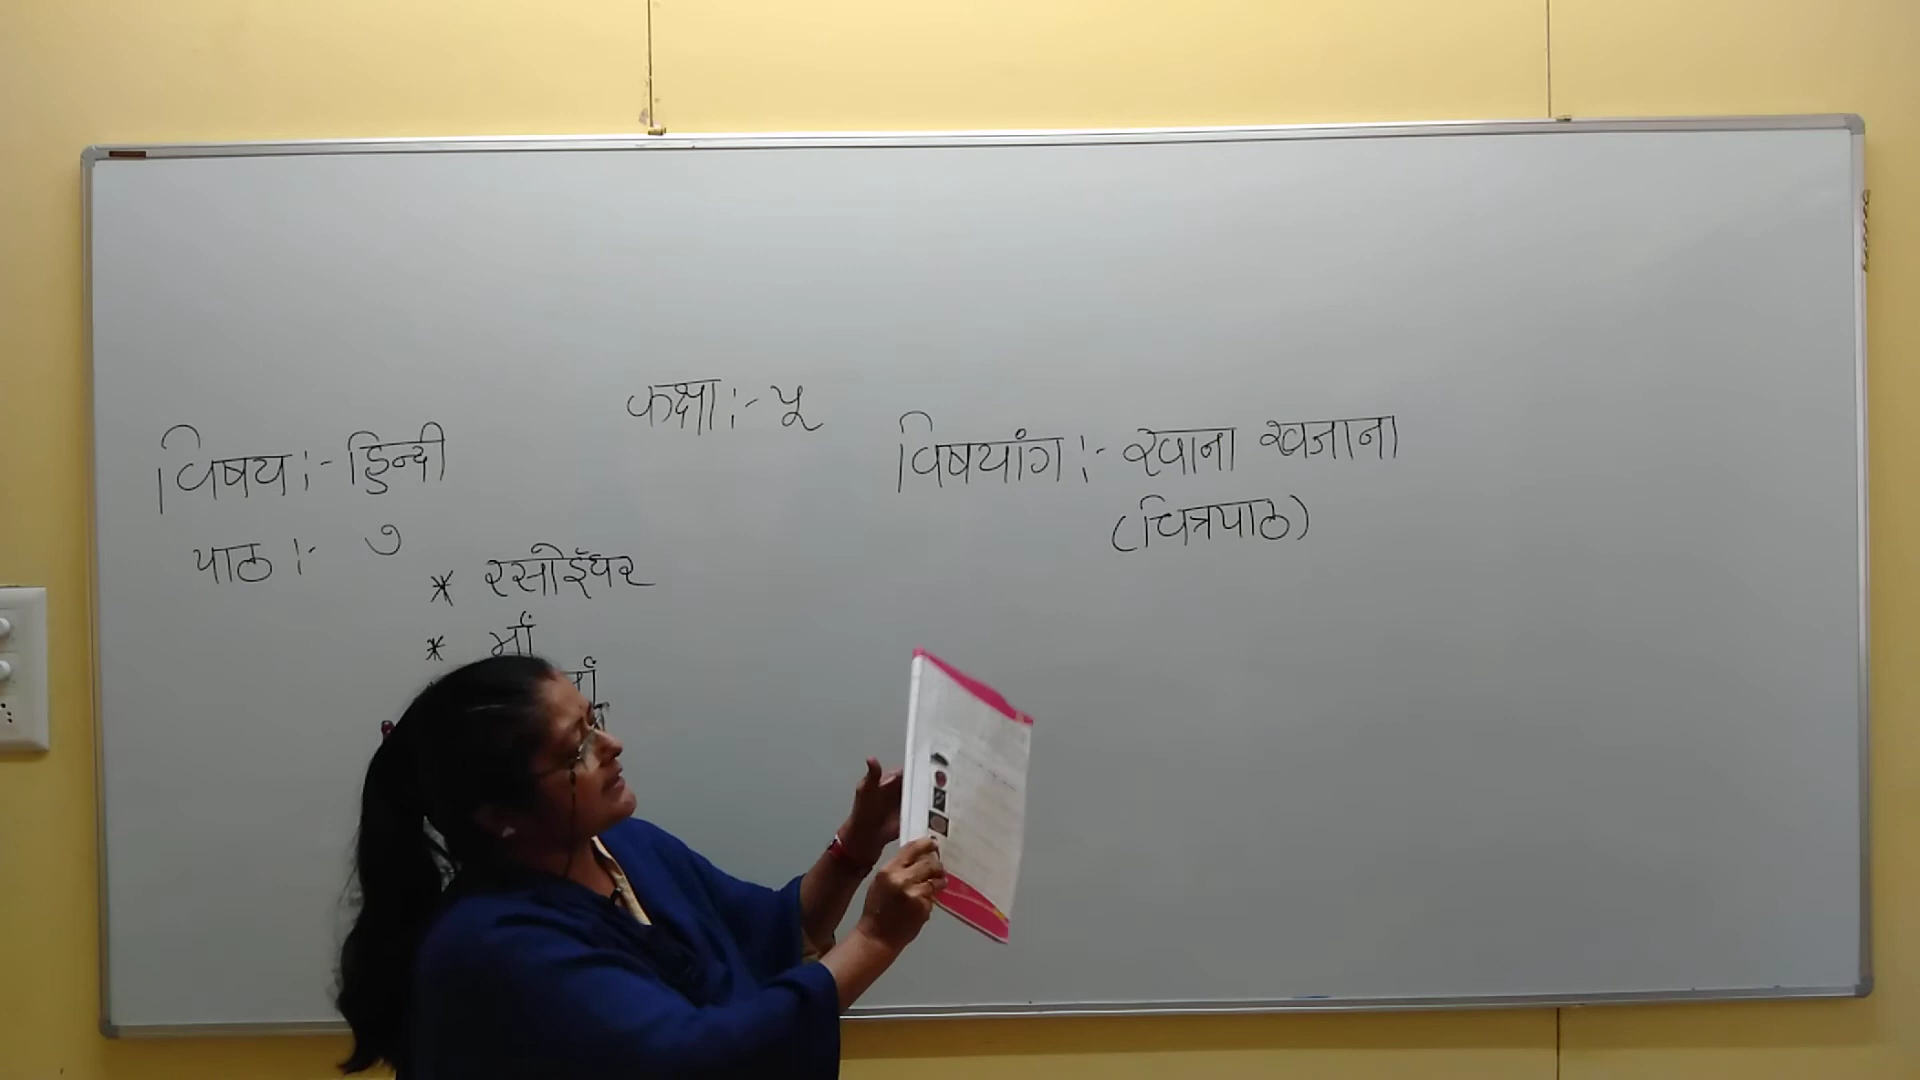 कक्षा :- ५
विषय :- हिन्दी
विषयांग :- खाना खजाना
(चित्रपाठ)
पाठ :- ७
* रसोईघर
* माँ